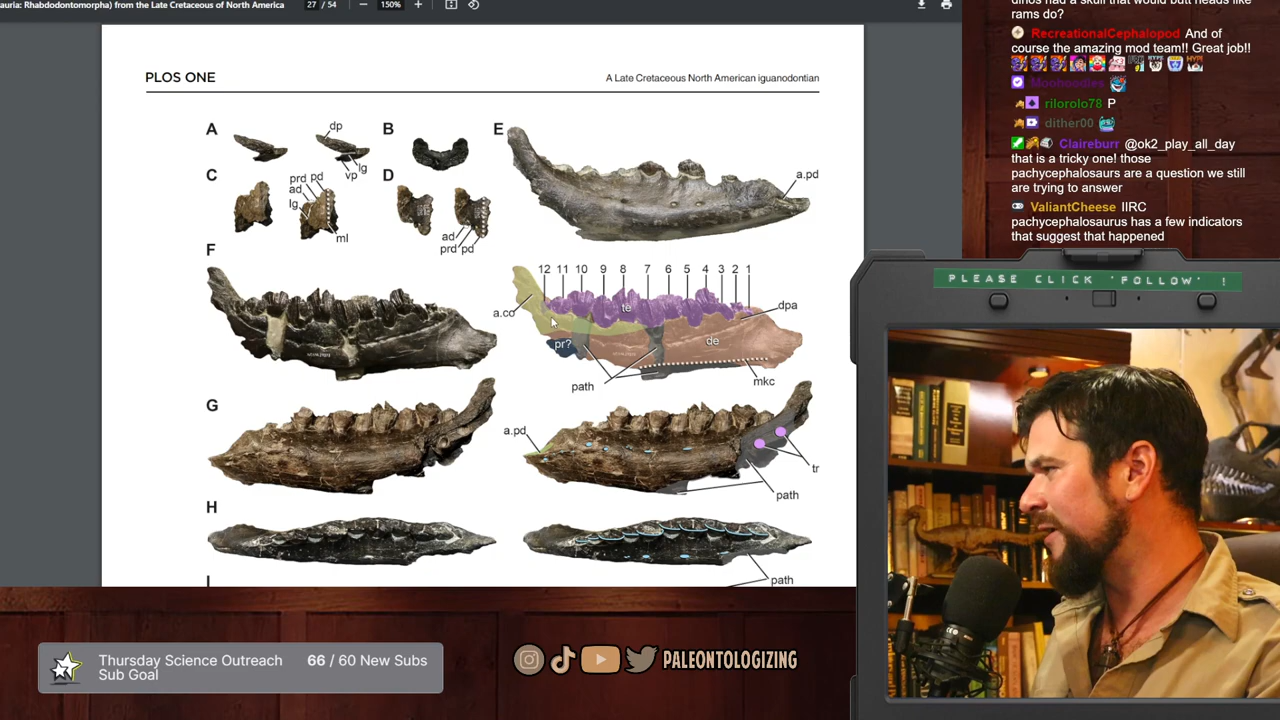 auria: Rhabdodontomorpha) from the Late Cretaceous of North America
27 / 54
150%
PLOS ONE
A Late Cretaceous North American iguanodontian
A
dp
lg
vp
B
C
prd pd
ad
lg
ml
D
ad
prd pd
E
a.pd
F
12 11 10 9 8 7 6 5 4 3 2 1
te
a.co
dpa
de
pr?
path
mkc
G
a.pd
tr
path
H
path
I
dinos had a skull that would butt heads like
rams do?
RecreationalCephalopod And of
course the amazing mod team!! Great job!!
Moohoodles
rilorolo78 P
dither00
Claireburr @ok2_play_all_day
that is a tricky one! those
pachycephalosaurs are a question we still
are trying to answer
ValiantCheese IIRC
pachycephalosaurus has a few indicators
that suggest that happened
PLEASE CLICK 'FOLLOW' !
Thursday Science Outreach
Sub Goal
66 / 60 New Subs
PALEONTOLOGIZING